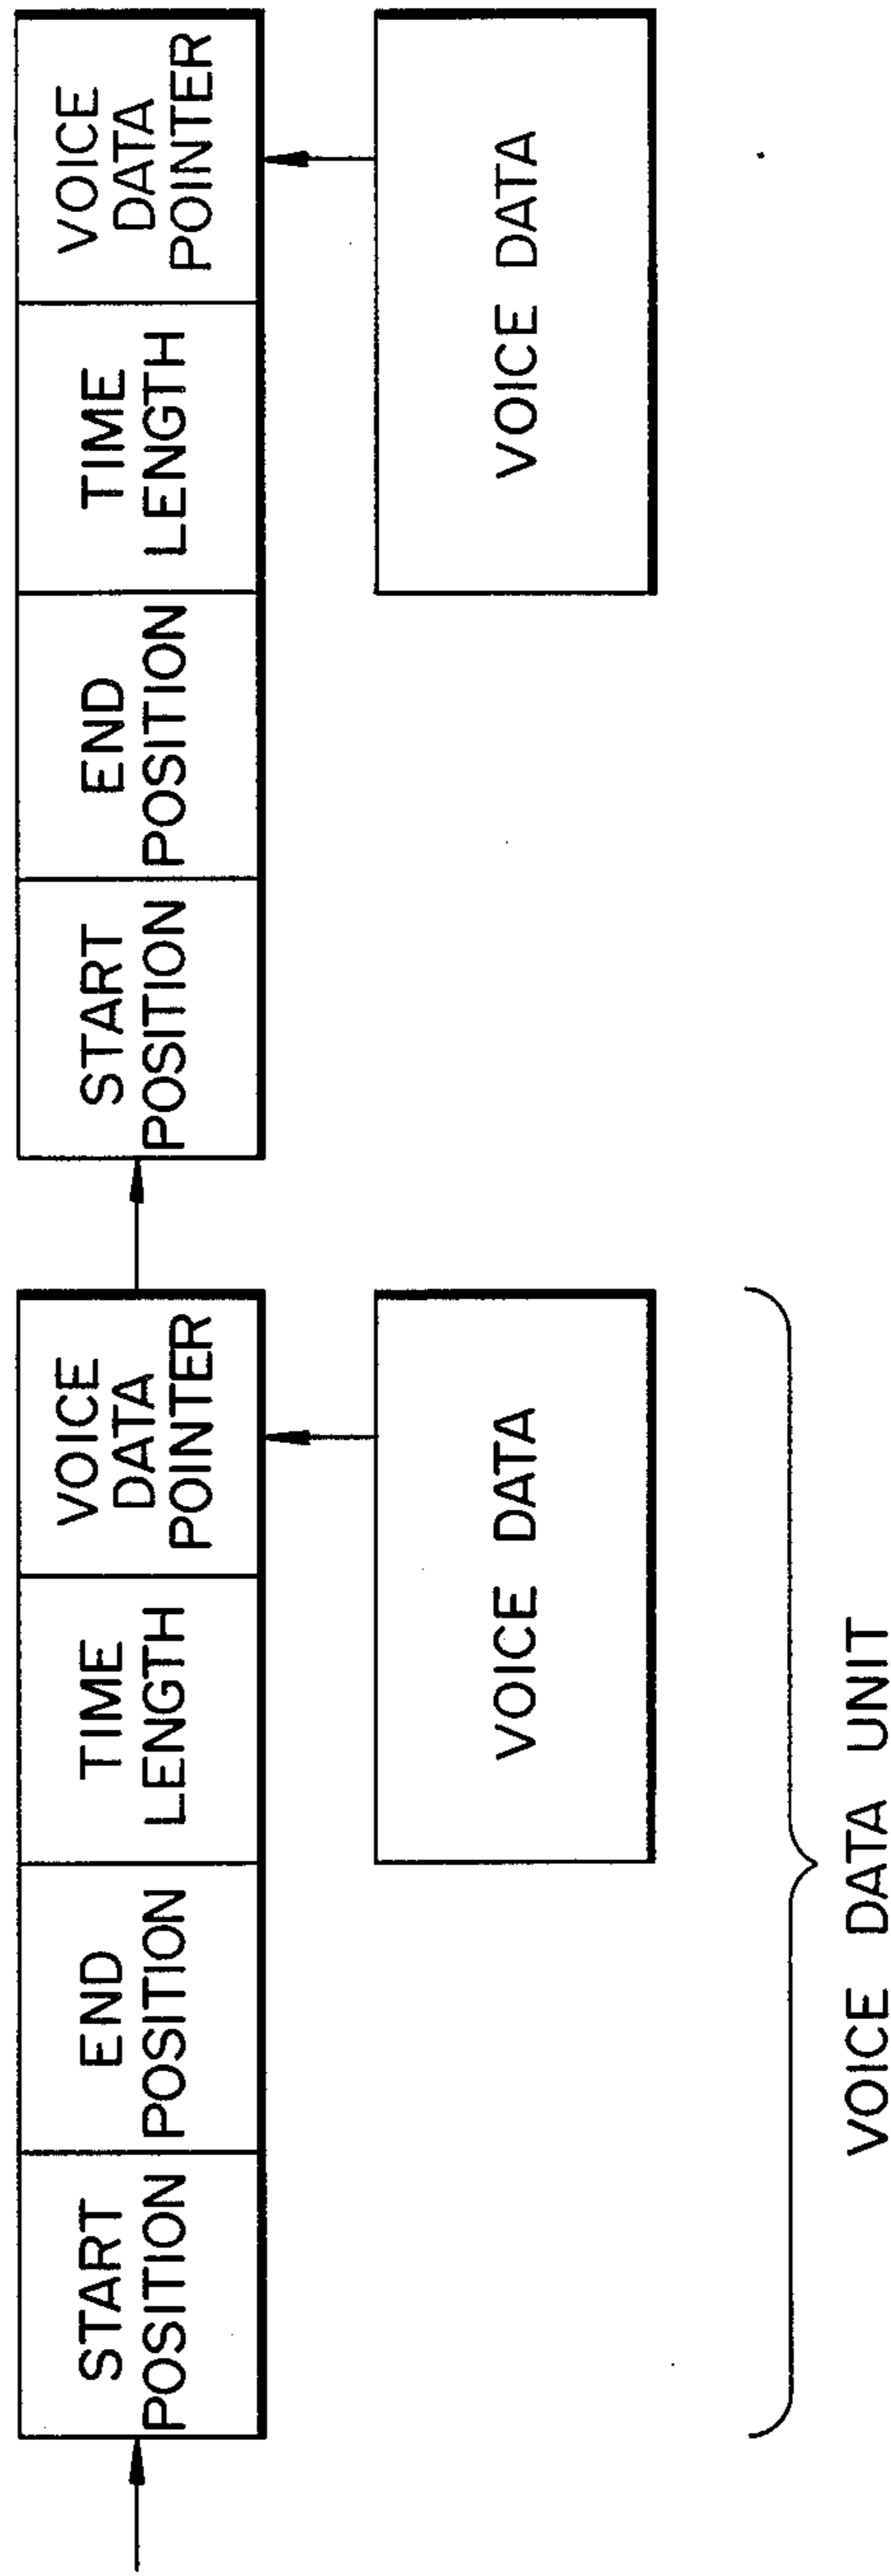 START
POSITION
END
POSITION
TIME
LENGTH
VOICE
DATA
POINTER
START
POSITION
END
POSITION
TIME
LENGTH
VOICE
DATA
POINTER
VOICE DATA
VOICE DATA
VOICE DATA UNIT